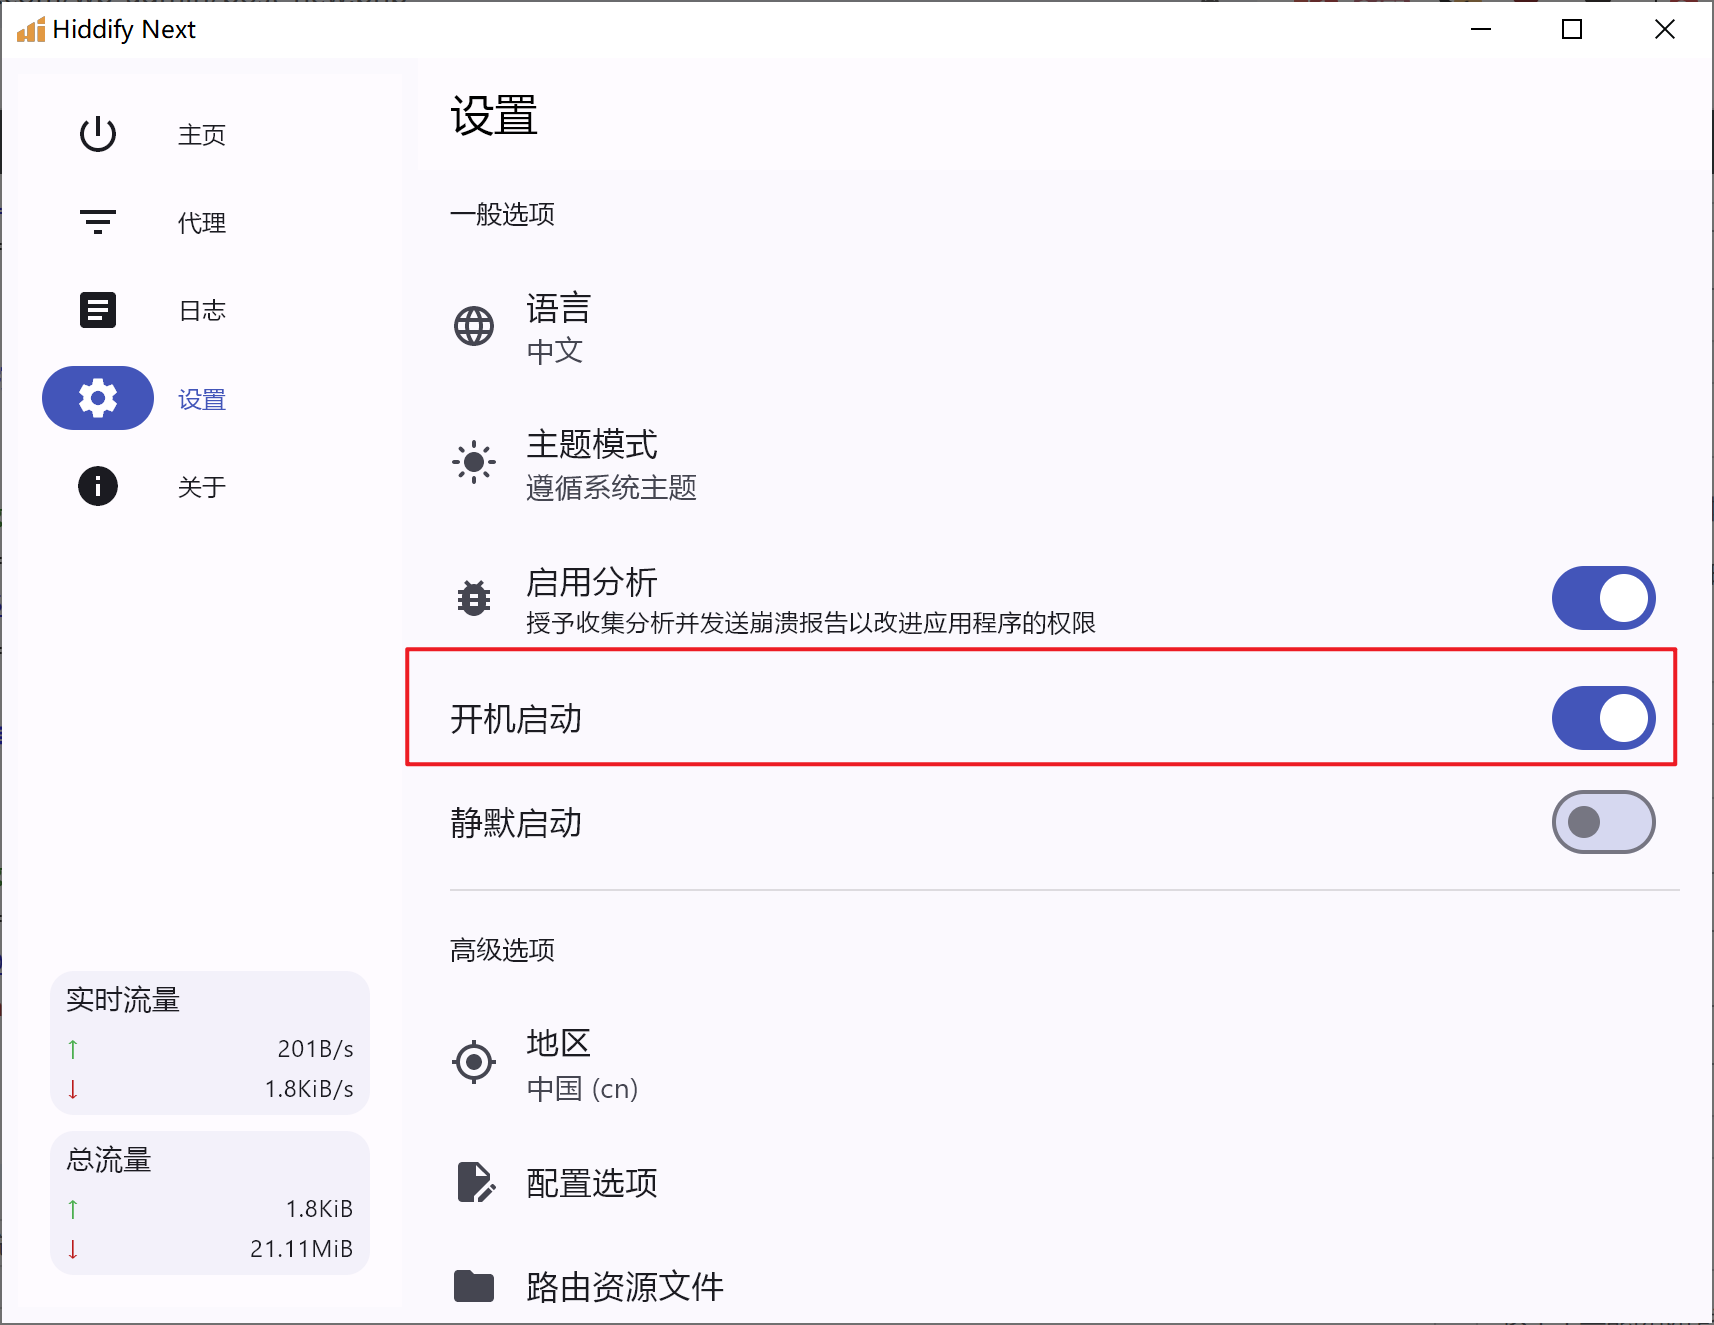 Hiddify Next
主页
代理
日志
设置
关于
实时流量
↑ 201B/s
↓ 1.8KiB/s
总流量
↑ 1.8KiB
↓ 21.11MiB
设置
一般选项
语言
中文
主题模式
遵循系统主题
启用分析
授予收集分析并发送崩溃报告以改进应用程序的权限
开机启动
静默启动
高级选项
地区
中国 (cn)
配置选项
路由资源文件